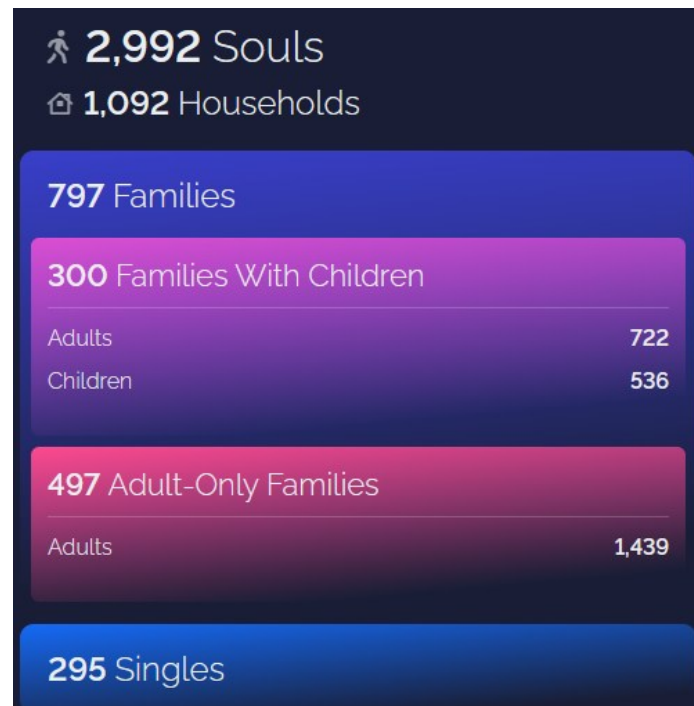 2,992 Souls
1,092 Households
797 Families
300 Families With Children
Adults 722
Children 536
497 Adult-Only Families
Adults 1,439
295 Singles